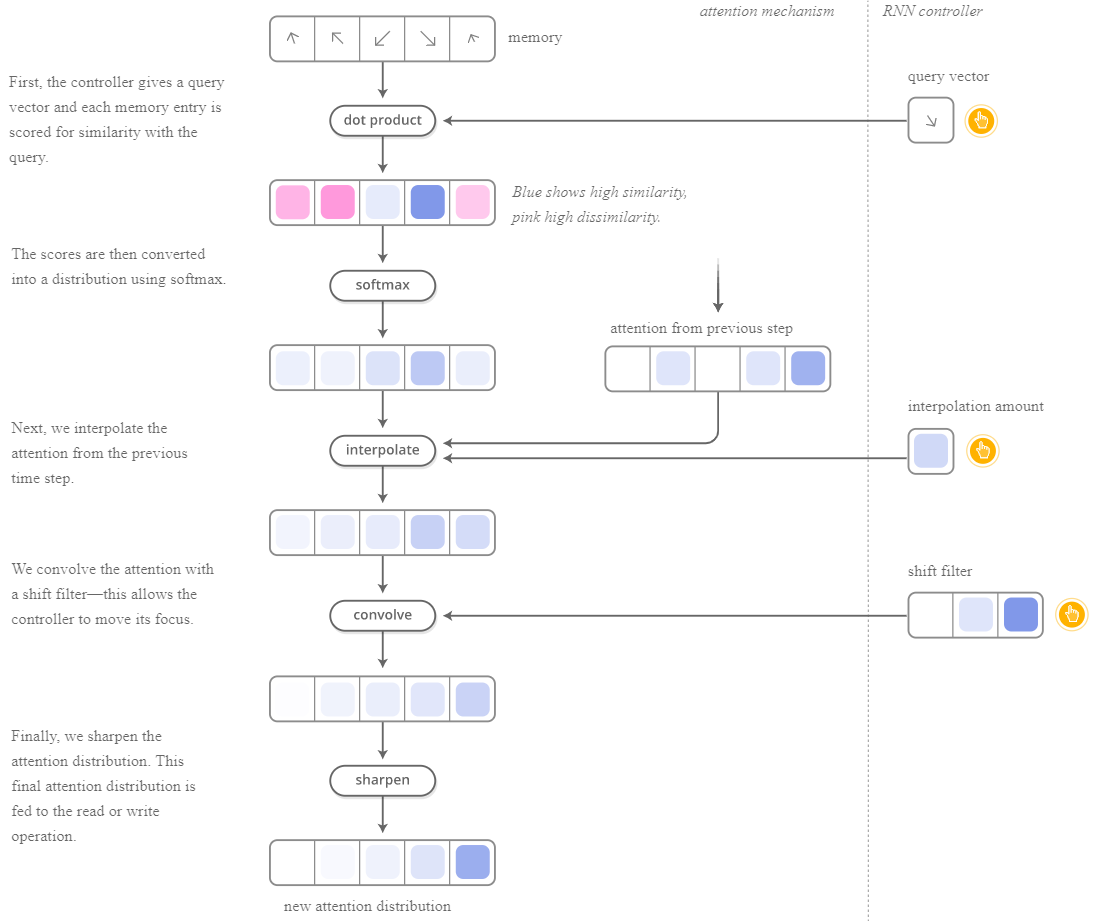 attention mechanism
RNN controller
memory
First, the controller gives a query
vector and each memory entry is
scored for similarity with the
query.
query vector
dot product
Blue shows high similarity,
pink high dissimilarity.
The scores are then converted
into a distribution using softmax.
softmax
attention from previous step
Next, we interpolate the
attention from the previous
time step.
interpolation amount
interpolate
We convolve the attention with
a shift filter—this allows the
controller to move its focus.
shift filter
convolve
Finally, we sharpen the
attention distribution. This
final attention distribution is
fed to the read or write
operation.
sharpen
new attention distribution